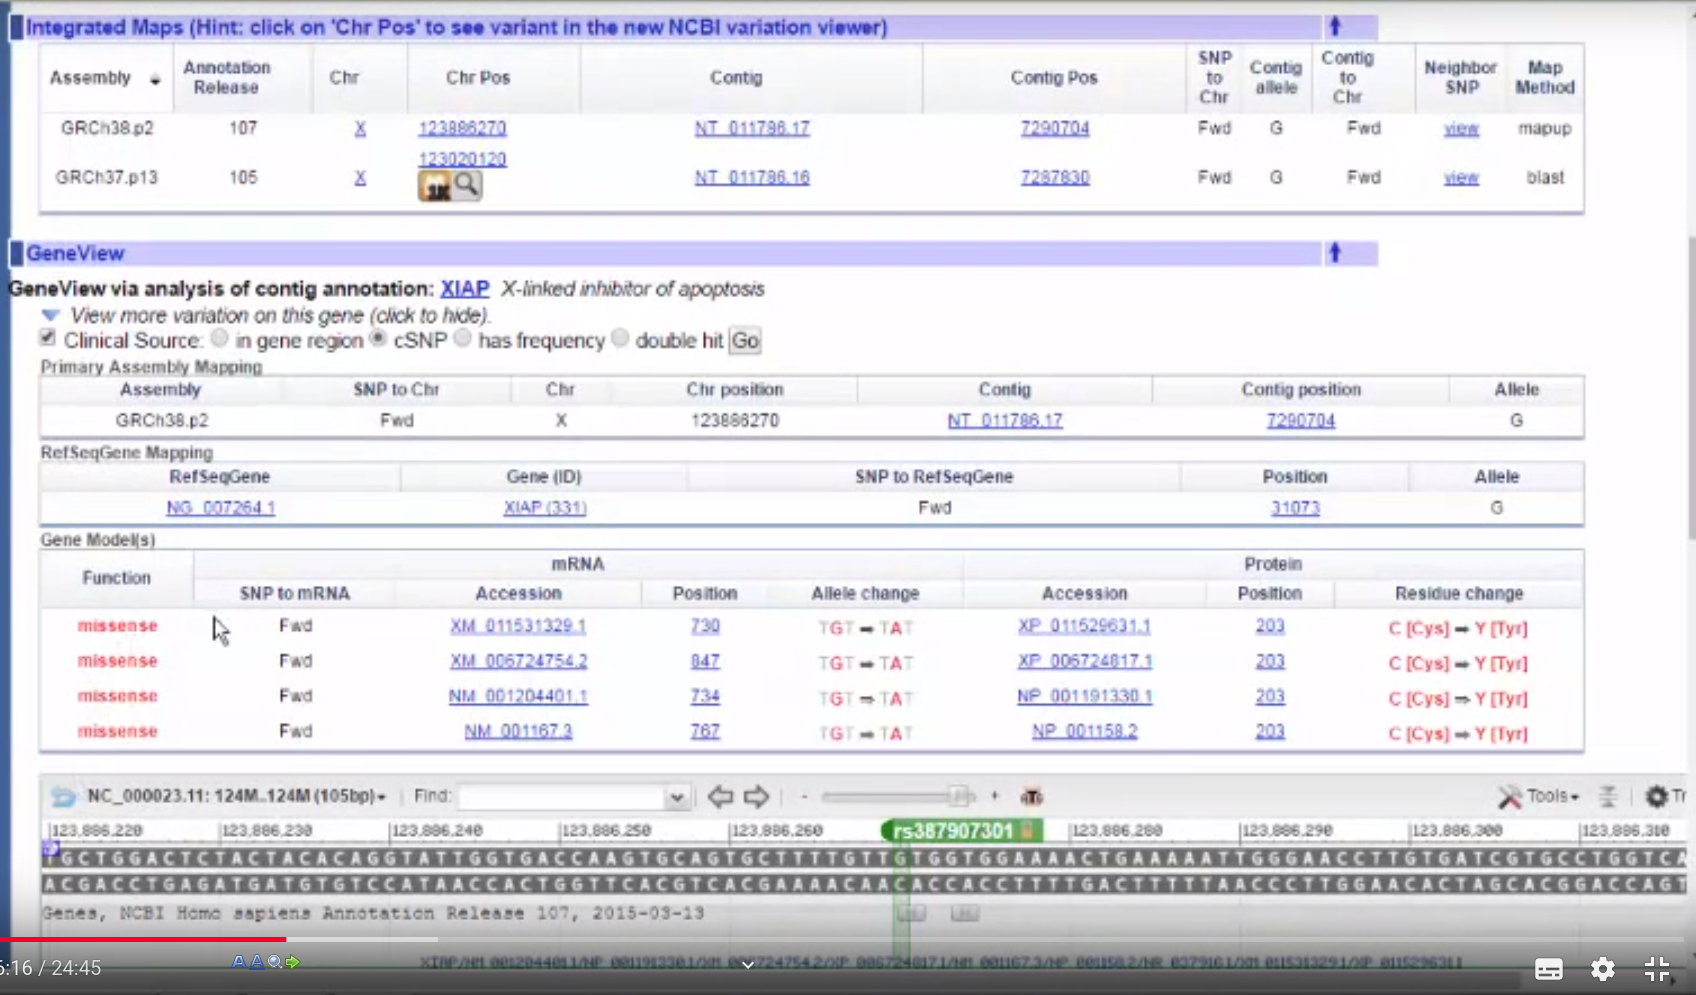 Integrated Maps (Hint: click on 'Chr Pos' to see variant in the new NCBI variation viewer)
Assembly Annotation Release Chr Chr Pos Contig Contig Pos SNP to Chr Contig allele Contig to Chr Neighbor SNP Map Method
GRCh38.p2 107 X 123886270 NT_011786.17 7290704 Fwd G Fwd view mapup
GRCh37.p13 105 X 123020120 NT_011786.16 7287830 Fwd G Fwd view blast
GeneView
GeneView via analysis of contig annotation: XIAP X-linked inhibitor of apoptosis
View more variation on this gene (click to hide).
Clinical Source: in gene region cSNP has frequency double hit Go
Primary Assembly Mapping
Assembly SNP to Chr Chr Chr position Contig Contig position Allele
GRCh38.p2 Fwd X 123886270 NT_011786.17 7290704 G
RefSeqGene Mapping
RefSeqGene Gene (ID) SNP to RefSeqGene Position Allele
NG_007264.1 XIAP (331) Fwd 31073 G
Gene Model(s)
Function mRNA Protein
SNP to mRNA Accession Position Allele change Accession Position Residue change
missense Fwd XM_011531329.1 730 TGT ➡ TAT XP_011529631.1 203 C [Cys] ➡ Y [Tyr]
missense Fwd XM_006724754.2 847 TGT ➡ TAT XP_006724817.1 203 C [Cys] ➡ Y [Tyr]
missense Fwd NM_001204401.1 734 TGT ➡ TAT NP_001191330.1 203 C [Cys] ➡ Y [Tyr]
missense Fwd NM_001167.3 767 TGT ➡ TAT NP_001158.2 203 C [Cys] ➡ Y [Tyr]
NC_000023.11: 124M..124M (105bp) Find: - + Tools
123,886,220 123,886,230 123,886,240 123,886,250 123,886,260 rs387907301 123,886,280 123,886,290 123,886,300 123,886,310
TGCTGGACTCTACTACACAGGTATTGGTGACCAAGTGCAGTGCTTTTGTTGTGGTGGAAAACTGAAAAATTGGGAACCTTGTGATCGTGCCTGGTCA
ACGACCTGAGATGATGTGTCCATAACCACTGGTTCACGTCACGAAAACAACACCACCTTTTGACTTTTTAACCCTTGGAACACTAGCACGGACCAGT
Genes, NCBI Homo sapiens Annotation Release 107, 2015-03-13
6:16 / 24:45